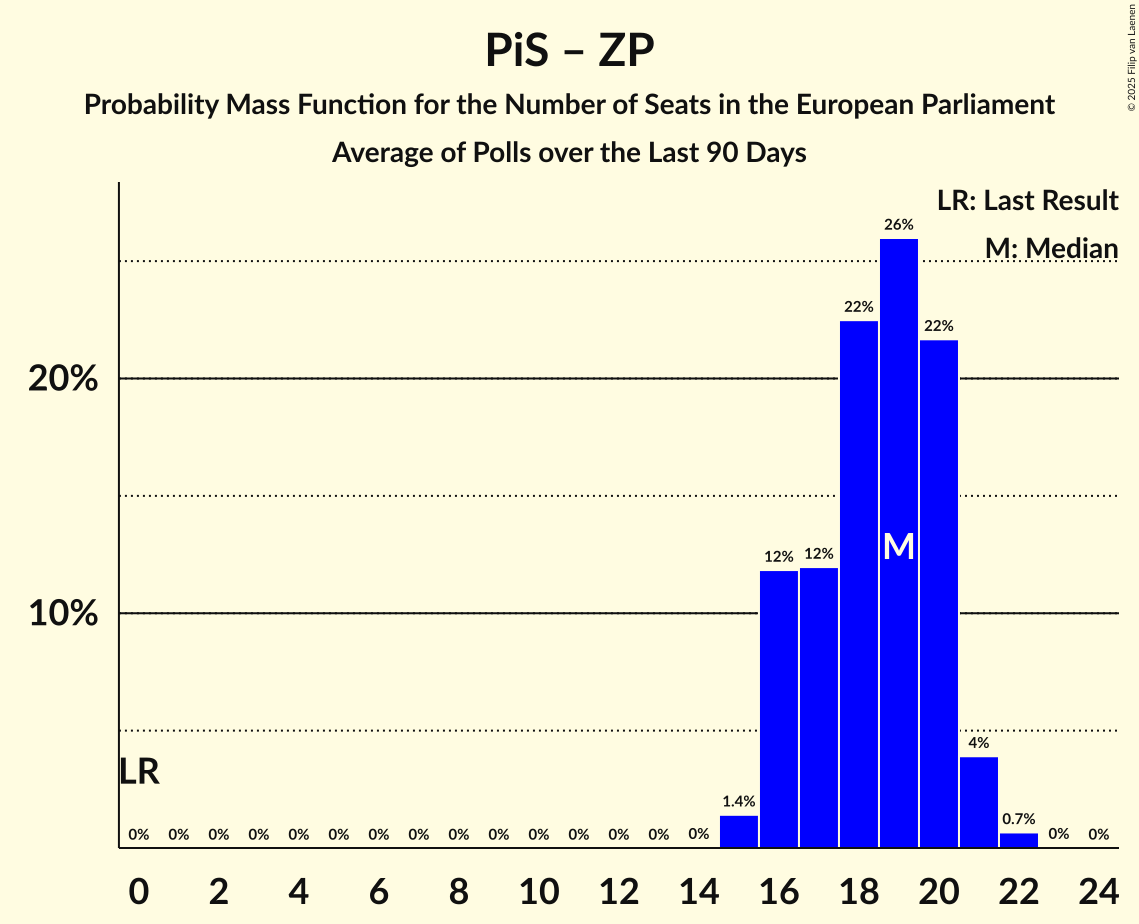 PiS – ZP
Probability Mass Function for the Number of Seats in the European Parliament
Average of Polls over the Last 90 Days
© 2025 Filip van Laenen
LR: Last Result
M: Median
26%
22%
22%
20%
12%
12%
M
10%
4%
LR
1.4%
0.7%
0% 0% 0% 0% 0% 0% 0% 0% 0% 0% 0% 0% 0% 0% 0% 0% 0%
0 2 4 6 8 10 12 14 16 18 20 22 24